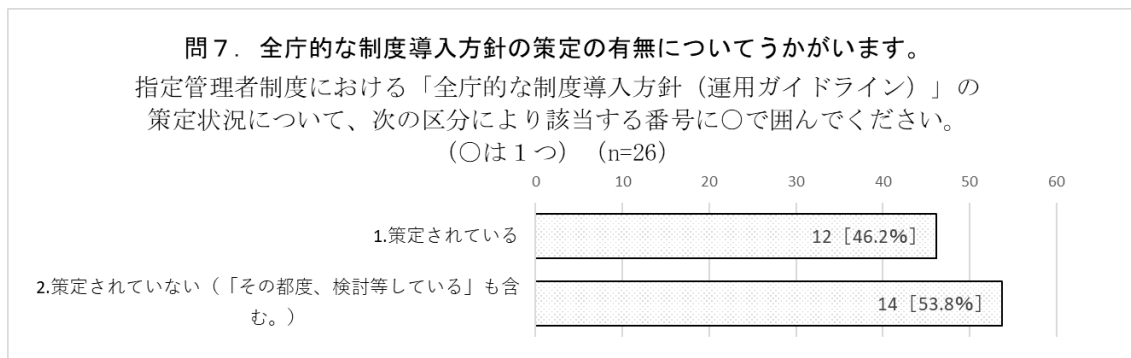 問７．全庁的な制度導入方針の策定の有無についてうかがいます。
指定管理者制度における「全庁的な制度導入方針（運用ガイドライン）」の
策定状況について、次の区分により該当する番号に〇で囲んでください。
（〇は１つ）（n=26）
0 10 20 30 40 50 60
1.策定されている
12［46.2%］
2.策定されていない（「その都度、検討等している」も含
む。）
14［53.8%］